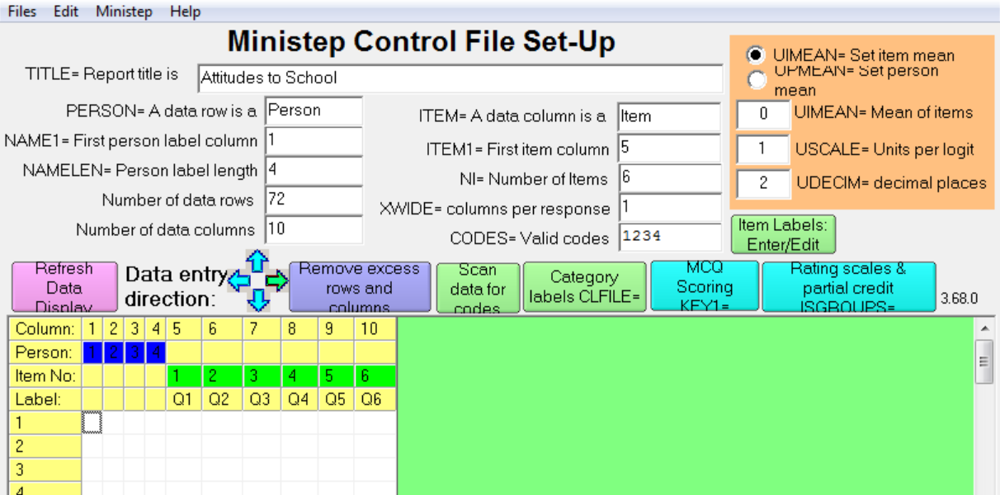 Files Edit Ministep Help
Ministep Control File Set-Up
TITLE= Report title is Attitudes to School
PERSON= A data row is a Person
NAME1= First person label column 1
NAMELEN= Person label length 4
Number of data rows 72
Number of data columns 10
ITEM= A data column is a Item
ITEM1= First item column 5
NI= Number of Items 6
XWIDE= columns per response 1
CODES= Valid codes 1234
UIMEAN= Set item mean
UPMEAN= Set person
mean
0 UIMEAN= Mean of items
1 USCALE= Units per logit
2 UDECIM= decimal places
Item Labels:
Enter/Edit
Refresh
Data
Display
Data entry
direction:
Remove excess
rows and
columns
Scan
data for
codes
Category
labels CLFILE=
MCQ
Scoring
KEY1=
Rating scales &
partial credit
ISGROUPS=
3.68.0
Column: 1 2 3 4 5 6 7 8 9 10
Person: 1 2 3 4
Item No: 1 2 3 4 5 6
Label: Q1 Q2 Q3 Q4 Q5 Q6
1
2
3
4